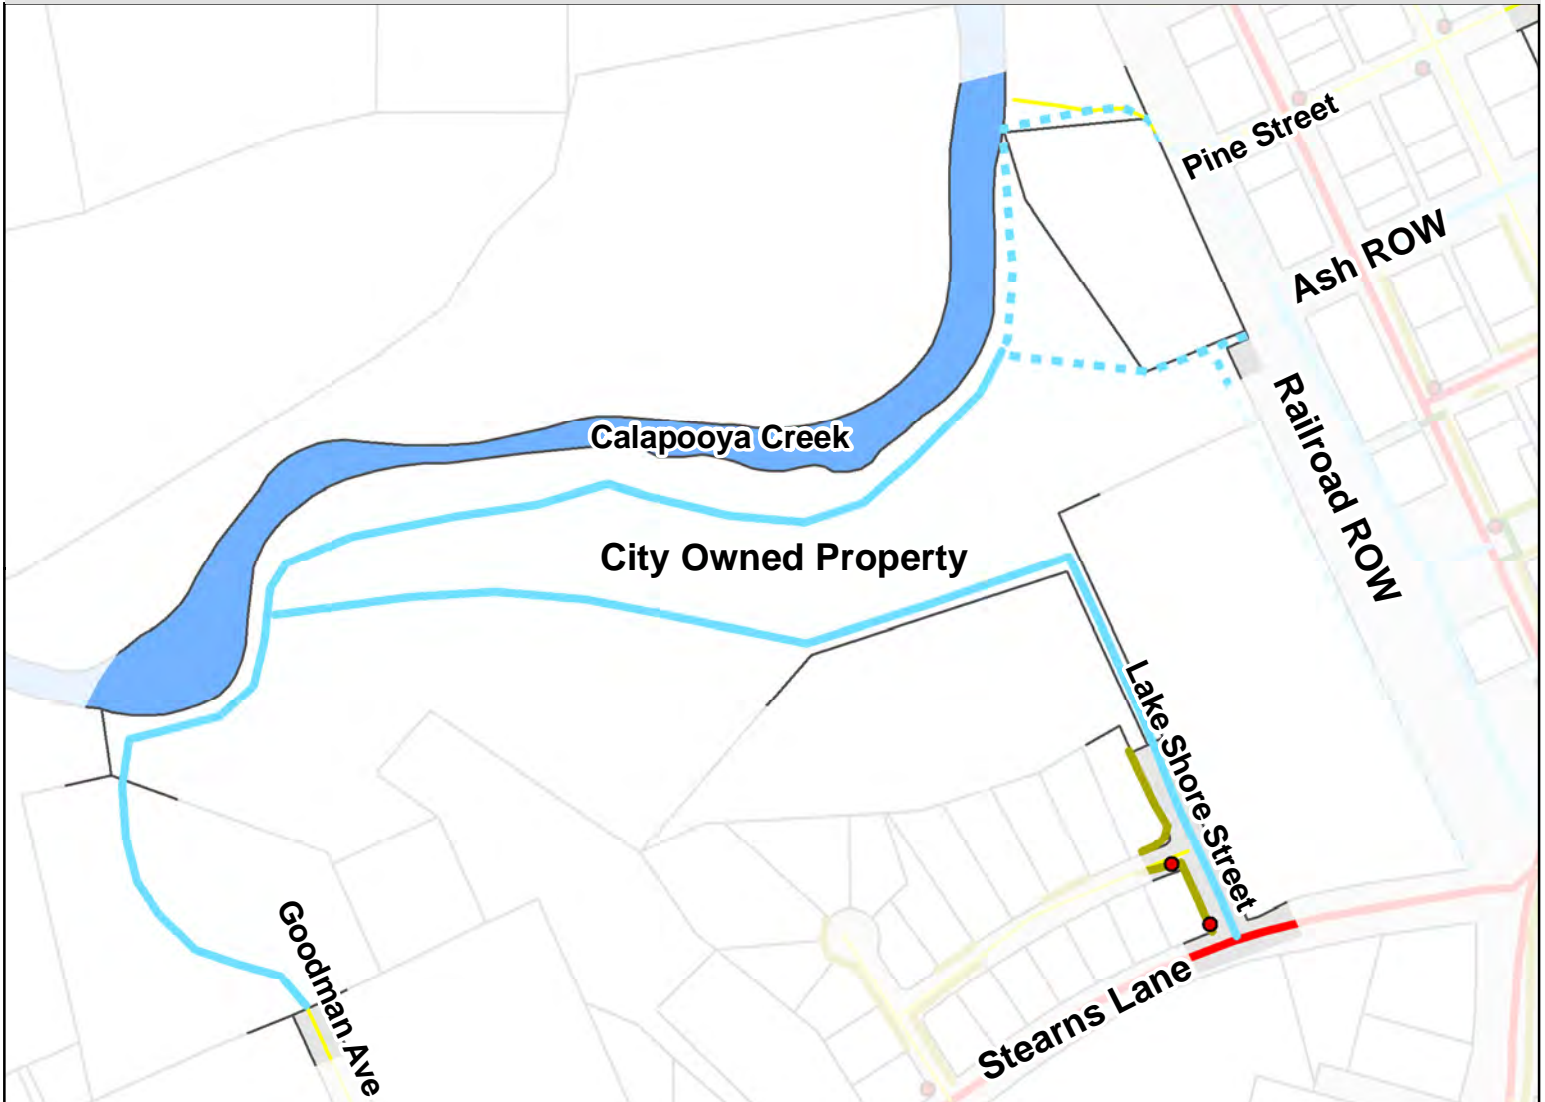 Pine Street
Ash ROW
Railroad ROW
Calapooya Creek
City Owned Property
Lake Shore Street
Goodman Ave
Stearns Lane